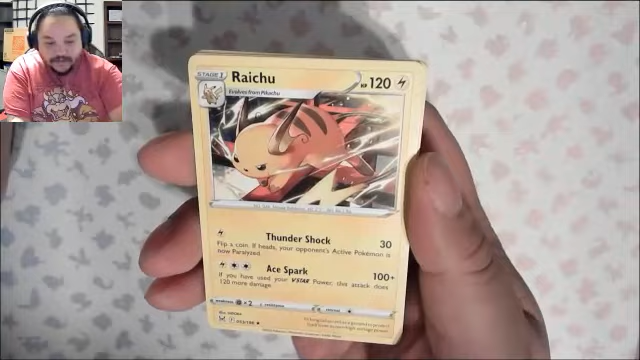 STAGE 1
Raichu
HP 120
Evolves from Pikachu
Thunder Shock 30
Flip a coin. If heads, your opponent's Active Pokémon is
now Paralyzed.
Ace Spark 100+
If you have used your VSTAR Power, this attack does
120 more damage.
weakness ×2 resistance